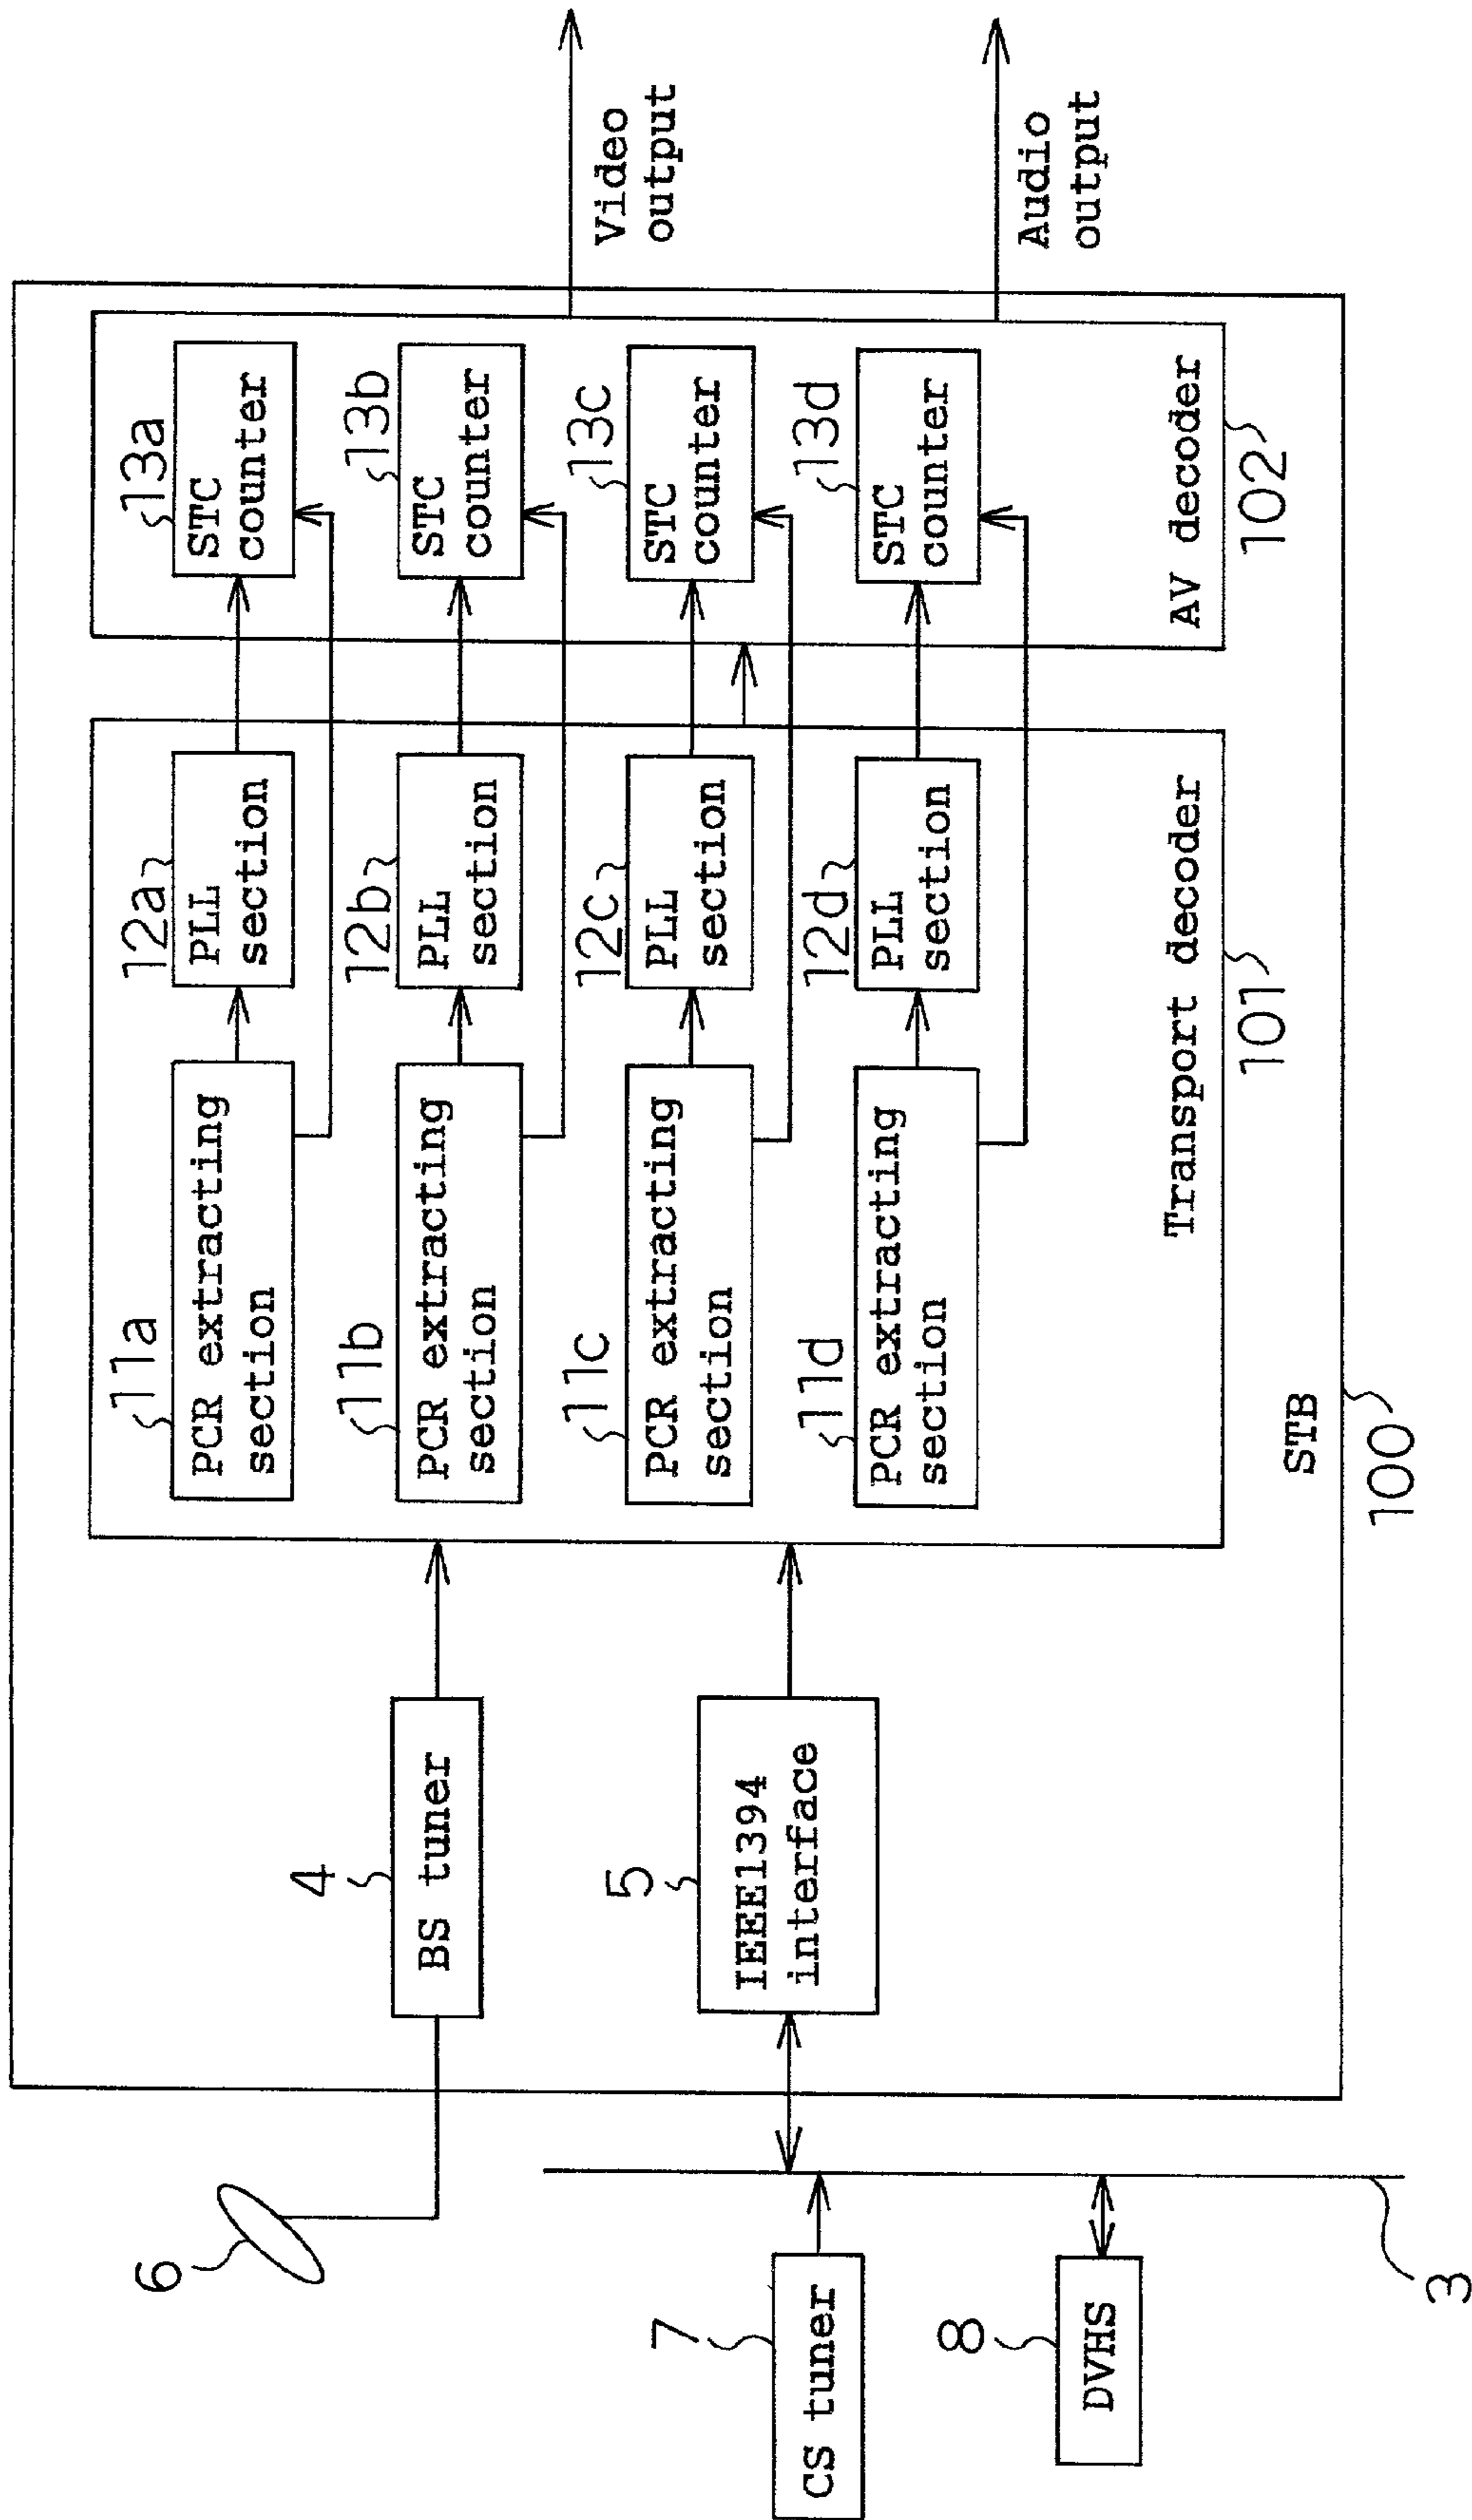 6
7
CS tuner
8
DVHS
3
4
BS tuner
5
IEEE1394
interface
STB
100
11a
PCR extracting
section
12a
PLL
section
13a
STC
counter
11b
PCR extracting
section
12b
PLL
section
13b
STC
counter
11c
PCR extracting
section
12c
PLL
section
13c
STC
counter
11d
PCR extracting
section
12d
PLL
section
13d
STC
counter
Transport decoder
101
AV decoder
102
Video
output
Audio
output